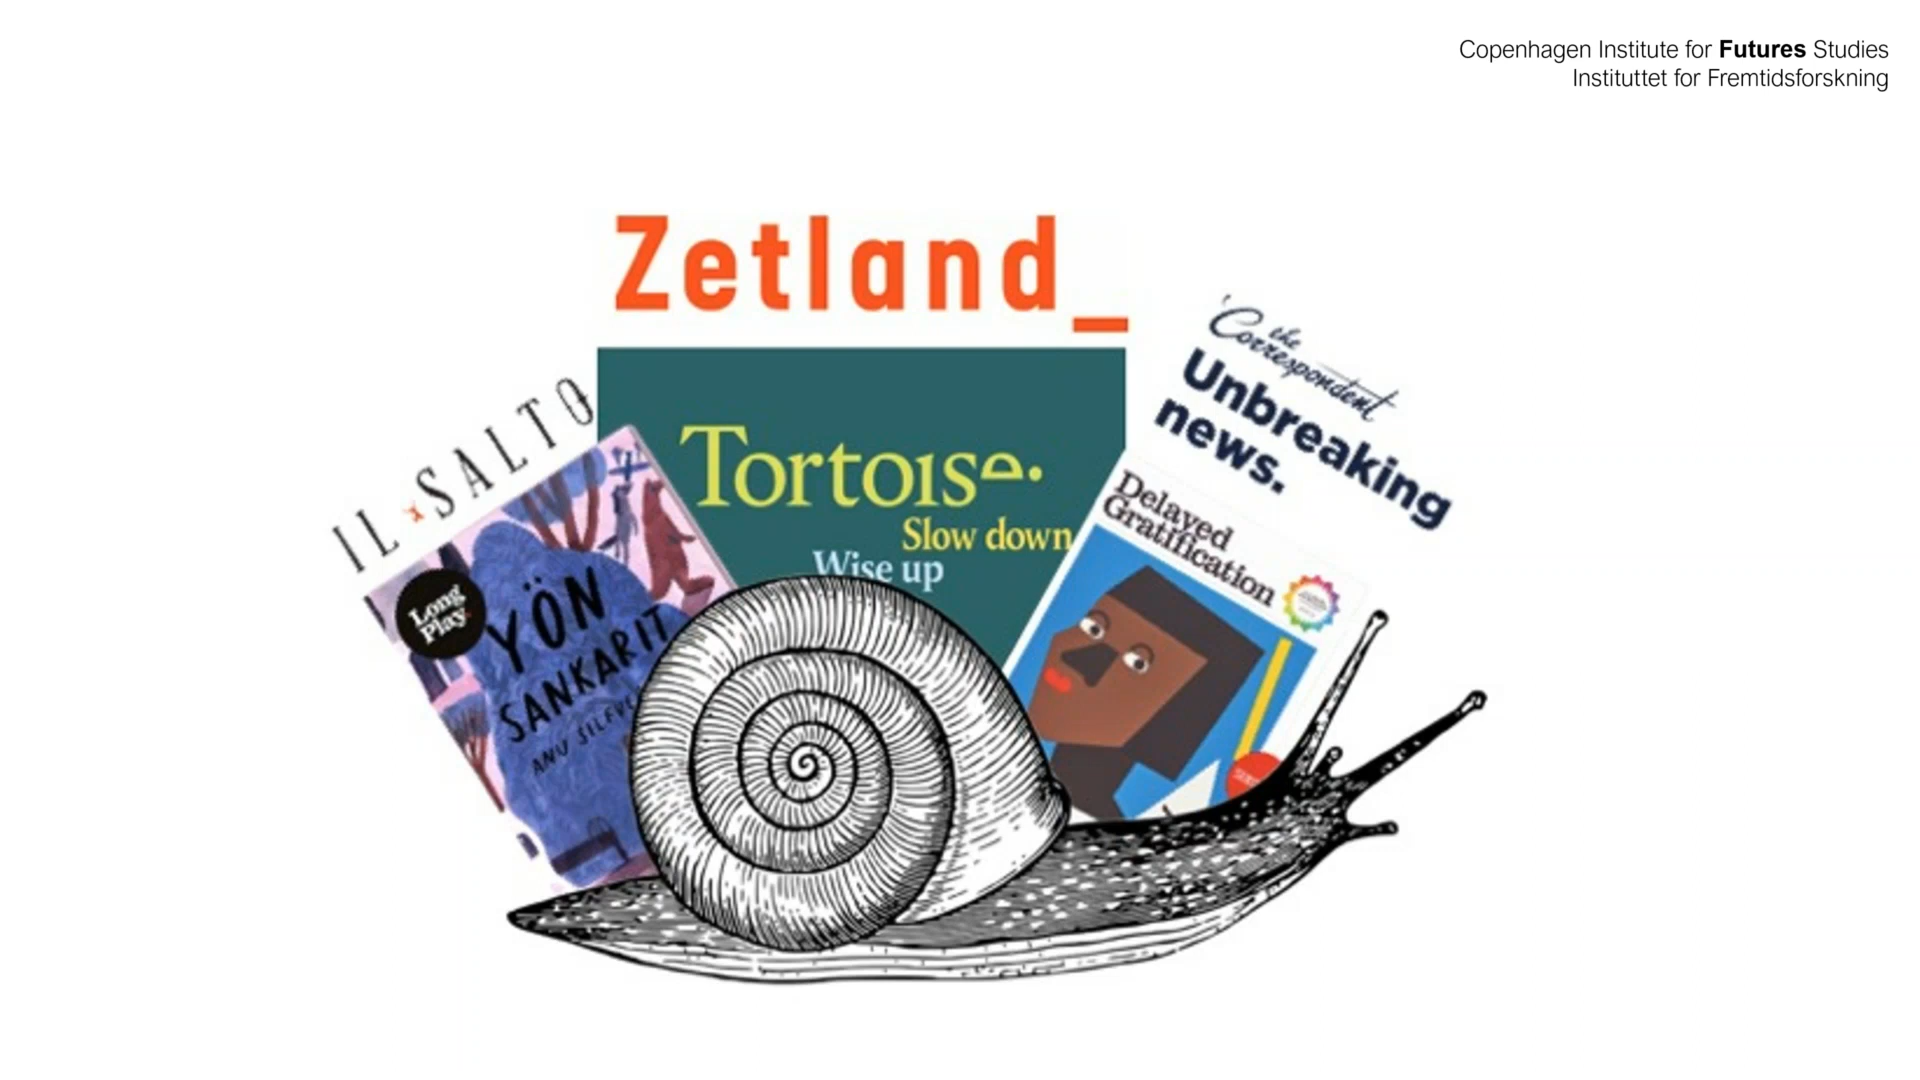 Copenhagen Institute for Futures Studies
Instituttet for Fremtidsforskning
Zetland_
the
Correspondent
Unbreaking
news.
IL SALTO
Tortoise.
Slow down
Wise up
Delayed
Gratification
Long
Play.
YÖN
SANKARIT
ANU